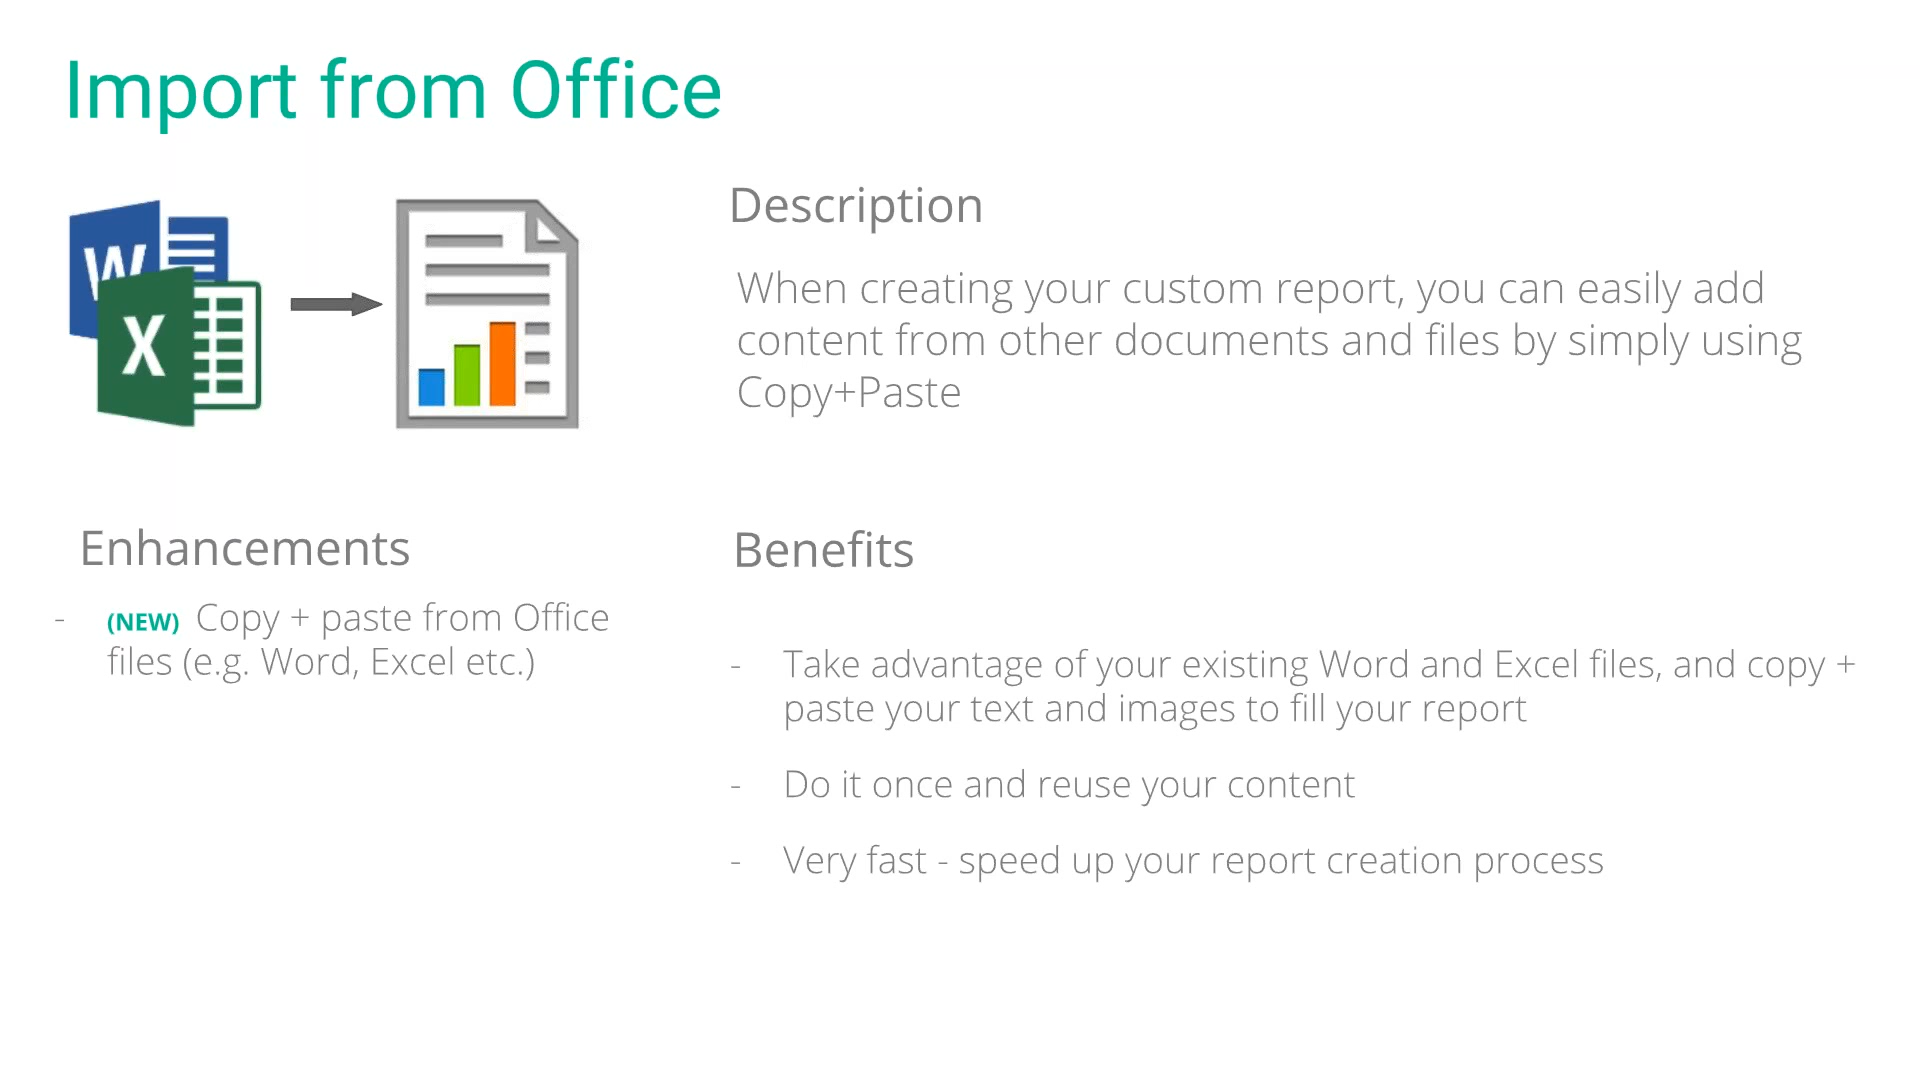 Import from Office
W
X
Description
When creating your custom report, you can easily add
content from other documents and files by simply using
Copy+Paste
Enhancements
- (NEW) Copy + paste from Office
files (e.g. Word, Excel etc.)
Benefits
- Take advantage of your existing Word and Excel files, and copy +
paste your text and images to fill your report
- Do it once and reuse your content
- Very fast - speed up your report creation process